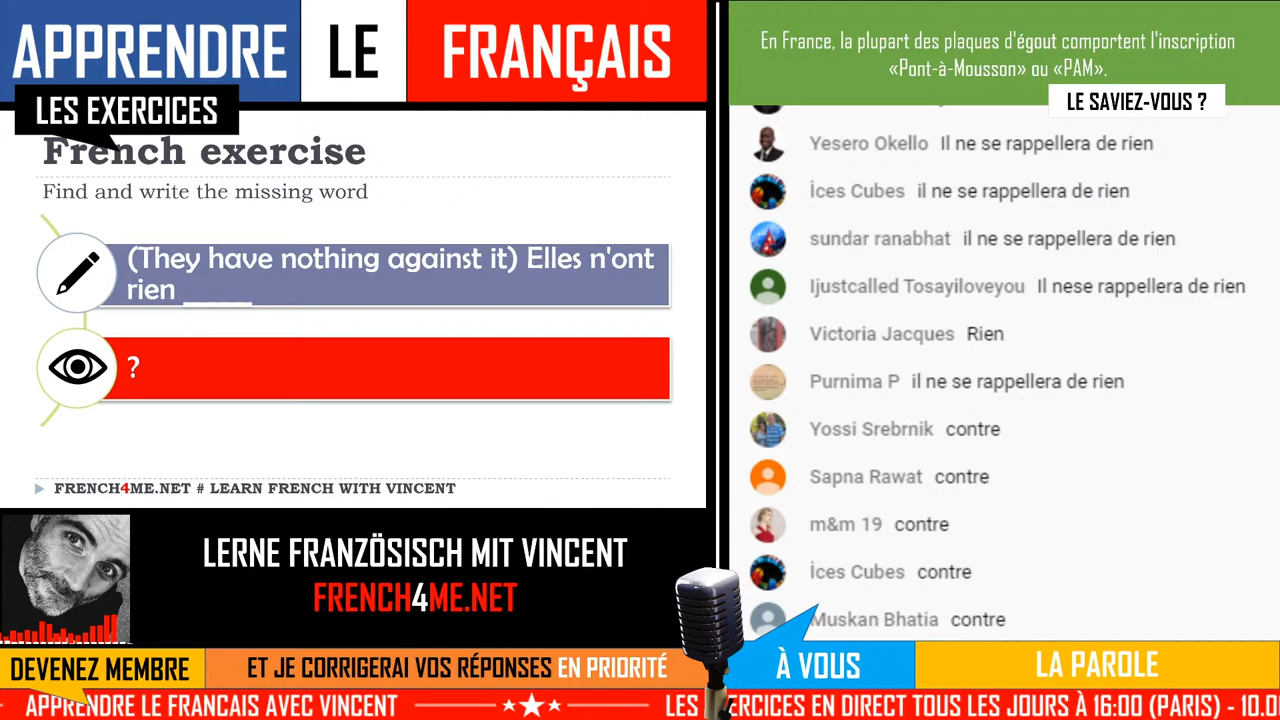 APPRENDRE LE FRANÇAIS
LES EXERCICES
French exercise
Find and write the missing word
(They have nothing against it) Elles n'ont
rien _____
?
FRENCH4ME.NET # LEARN FRENCH WITH VINCENT
LERNE FRANZÖSISCH MIT VINCENT
FRENCH4ME.NET
En France, la plupart des plaques d'égout comportent l'inscription
«Pont-à-Mousson» ou «PAM».
LE SAVIEZ-VOUS ?
Yesero Okello Il ne se rappellera de rien
İces Cubes il ne se rappellera de rien
sundar ranabhat il ne se rappellera de rien
Ijustcalled Tosayiloveyou Il nese rappellera de rien
Victoria Jacques Rien
Purnima P il ne se rappellera de rien
Yossi Srebrnik contre
Sapna Rawat contre
m&m 19 contre
İces Cubes contre
Muskan Bhatia contre
DEVENEZ MEMBRE
ET JE CORRIGERAI VOS RÉPONSES EN PRIORITÉ
À VOUS
LA PAROLE
APPRENDRE LE FRANCAIS AVEC VINCENT LES EXERCICES EN DIRECT TOUS LES JOURS À 16:00 (PARIS) - 10.0